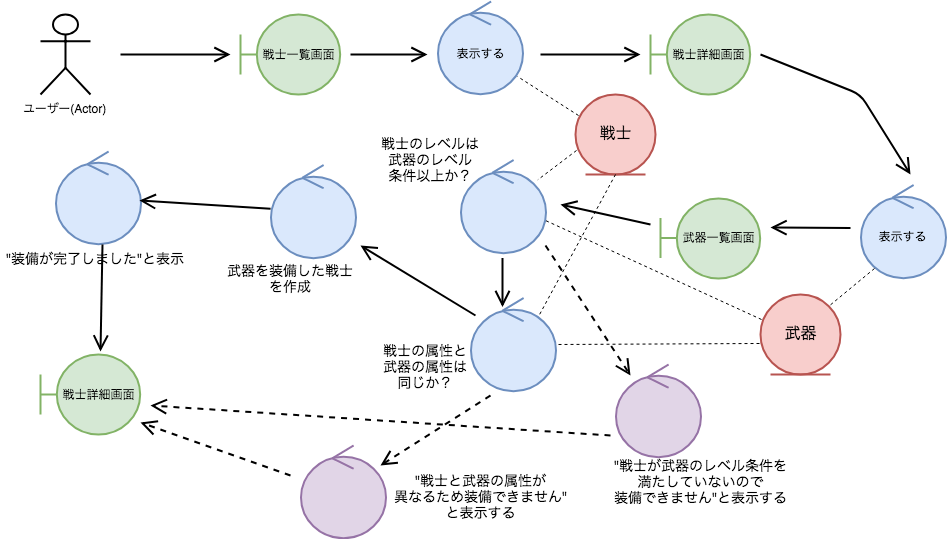 ユーザー(Actor)
戦士一覧画面
表示する
戦士詳細画面
戦士
戦士のレベルは
武器のレベル
条件以上か？
表示する
武器一覧画面
武器
"装備が完了しました"と表示
武器を装備した戦士
を作成
戦士の属性と
武器の属性は
同じか？
戦士詳細画面
"戦士と武器の属性が
異なるため装備できません"
と表示する
"戦士が武器のレベル条件を
満たしていないので
装備できません"と表示する